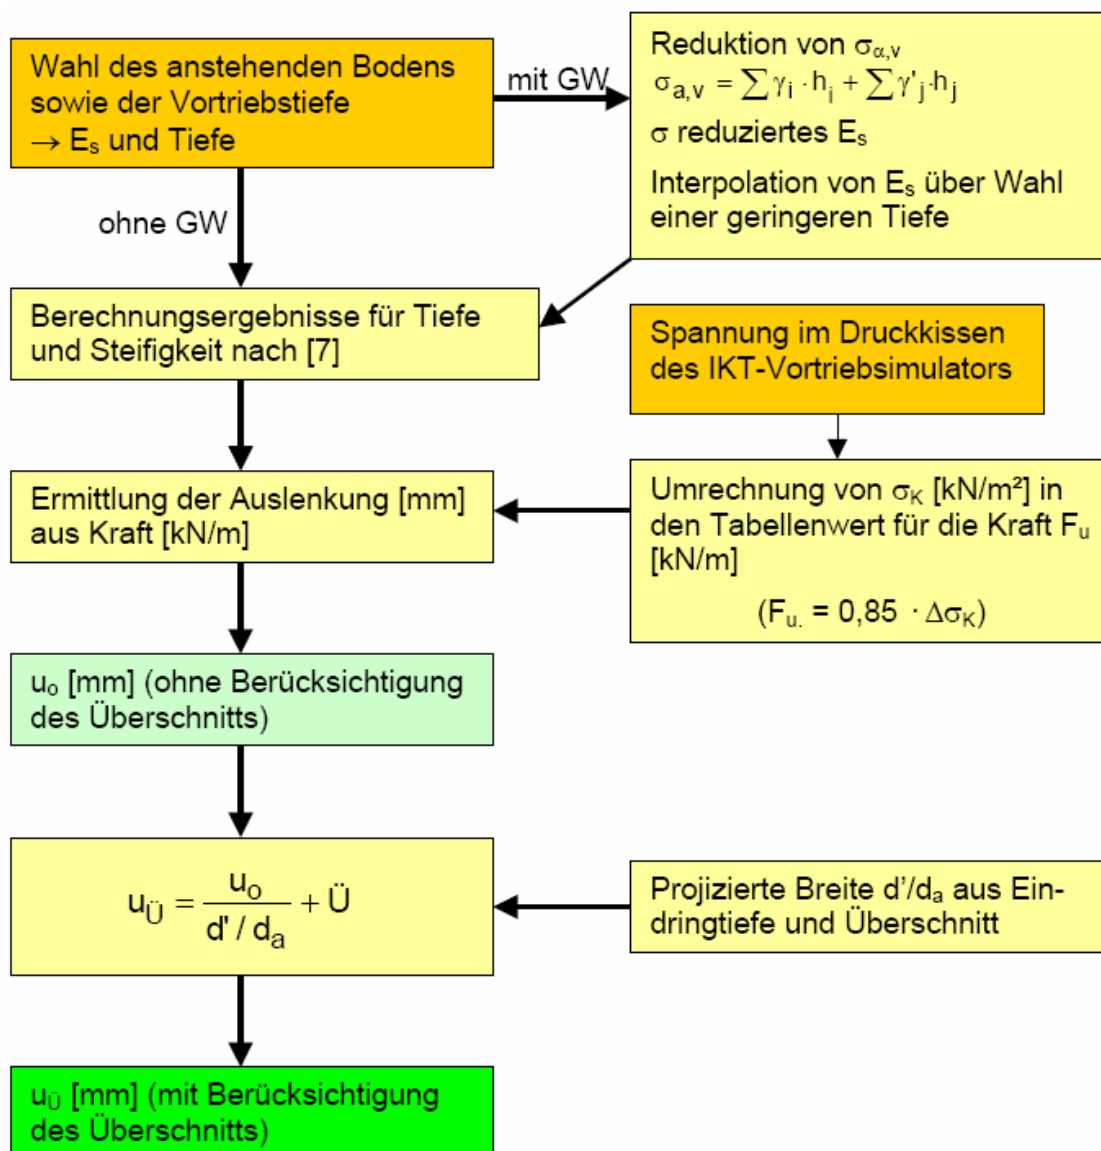 Wahl des anstehenden Bodens
sowie der Vortriebstiefe
→ Eₛ und Tiefe
mit GW
Reduktion von σα,v
σa,v = ∑ γi · hi + ∑ γ'j · hj
σ reduziertes Eₛ
Interpolation von Eₛ über Wahl
einer geringeren Tiefe
ohne GW
Berechnungsergebnisse für Tiefe
und Steifigkeit nach [7]
Spannung im Druckkissen
des IKT-Vortriebsimulators
Ermittlung der Auslenkung [mm]
aus Kraft [kN/m]
Umrechnung von σK [kN/m²] in
den Tabellenwert für die Kraft Fu
[kN/m]
(Fu. = 0,85 · ΔσK)
uo [mm] (ohne Berücksichtigung
des Überschnitts)
uÜ = uo / (d' / da) + Ü
Projizierte Breite d'/da aus Ein-
dringtiefe und Überschnitt
uÜ [mm] (mit Berücksichtigung
des Überschnitts)